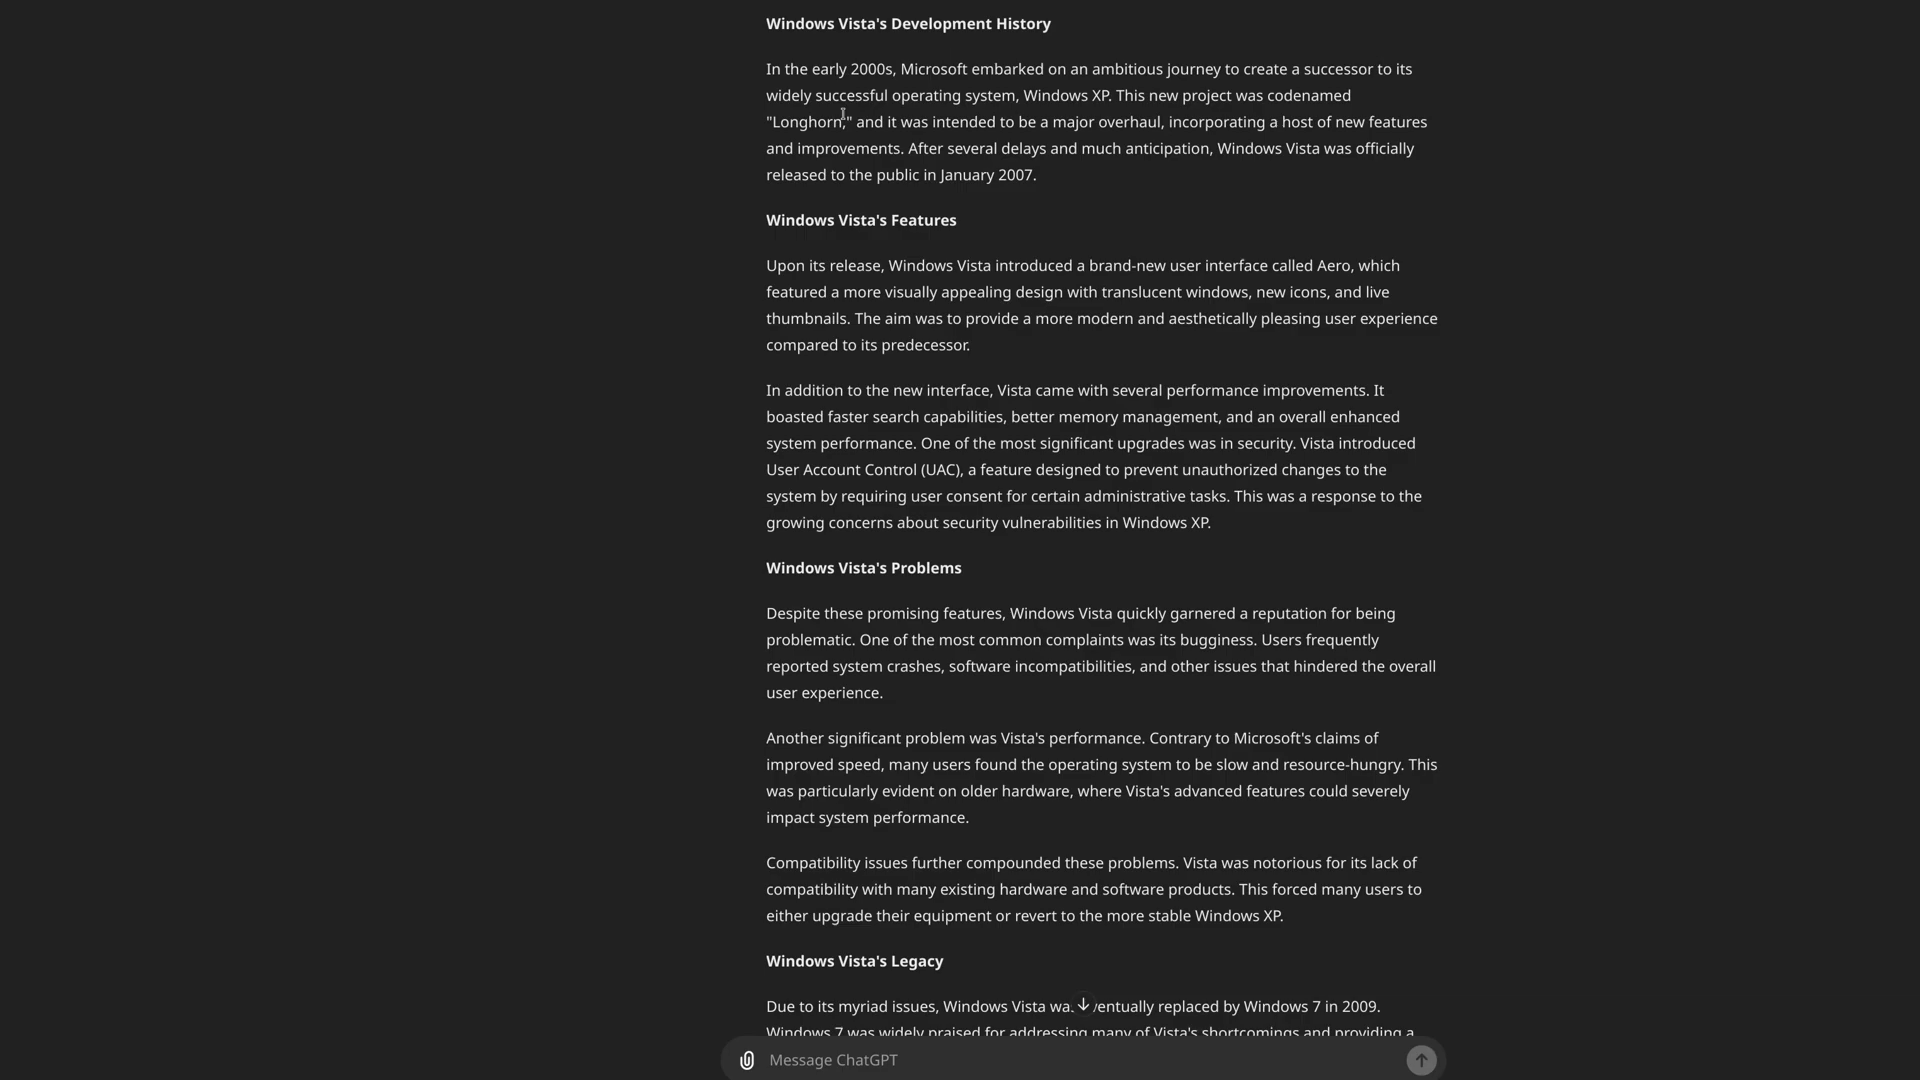 Windows Vista's Development History
In the early 2000s, Microsoft embarked on an ambitious journey to create a successor to its
widely successful operating system, Windows XP. This new project was codenamed
"Longhorn," and it was intended to be a major overhaul, incorporating a host of new features
and improvements. After several delays and much anticipation, Windows Vista was officially
released to the public in January 2007.
Windows Vista's Features
Upon its release, Windows Vista introduced a brand-new user interface called Aero, which
featured a more visually appealing design with translucent windows, new icons, and live
thumbnails. The aim was to provide a more modern and aesthetically pleasing user experience
compared to its predecessor.
In addition to the new interface, Vista came with several performance improvements. It
boasted faster search capabilities, better memory management, and an overall enhanced
system performance. One of the most significant upgrades was in security. Vista introduced
User Account Control (UAC), a feature designed to prevent unauthorized changes to the
system by requiring user consent for certain administrative tasks. This was a response to the
growing concerns about security vulnerabilities in Windows XP.
Windows Vista's Problems
Despite these promising features, Windows Vista quickly garnered a reputation for being
problematic. One of the most common complaints was its bugginess. Users frequently
reported system crashes, software incompatibilities, and other issues that hindered the overall
user experience.
Another significant problem was Vista's performance. Contrary to Microsoft's claims of
improved speed, many users found the operating system to be slow and resource-hungry. This
was particularly evident on older hardware, where Vista's advanced features could severely
impact system performance.
Compatibility issues further compounded these problems. Vista was notorious for its lack of
compatibility with many existing hardware and software products. This forced many users to
either upgrade their equipment or revert to the more stable Windows XP.
Windows Vista's Legacy
Due to its myriad issues, Windows Vista was eventually replaced by Windows 7 in 2009.
Windows 7 was widely praised for addressing many of Vista's shortcomings and providing a
Message ChatGPT